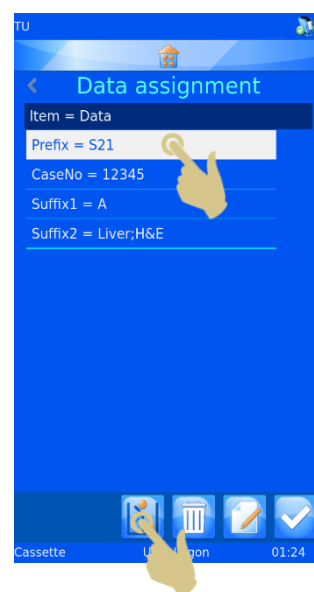 TU
Data assignment
Item = Data
Prefix = S21
CaseNo = 12345
Suffix1 = A
Suffix2 = Liver;H&E
Cassette
01:24